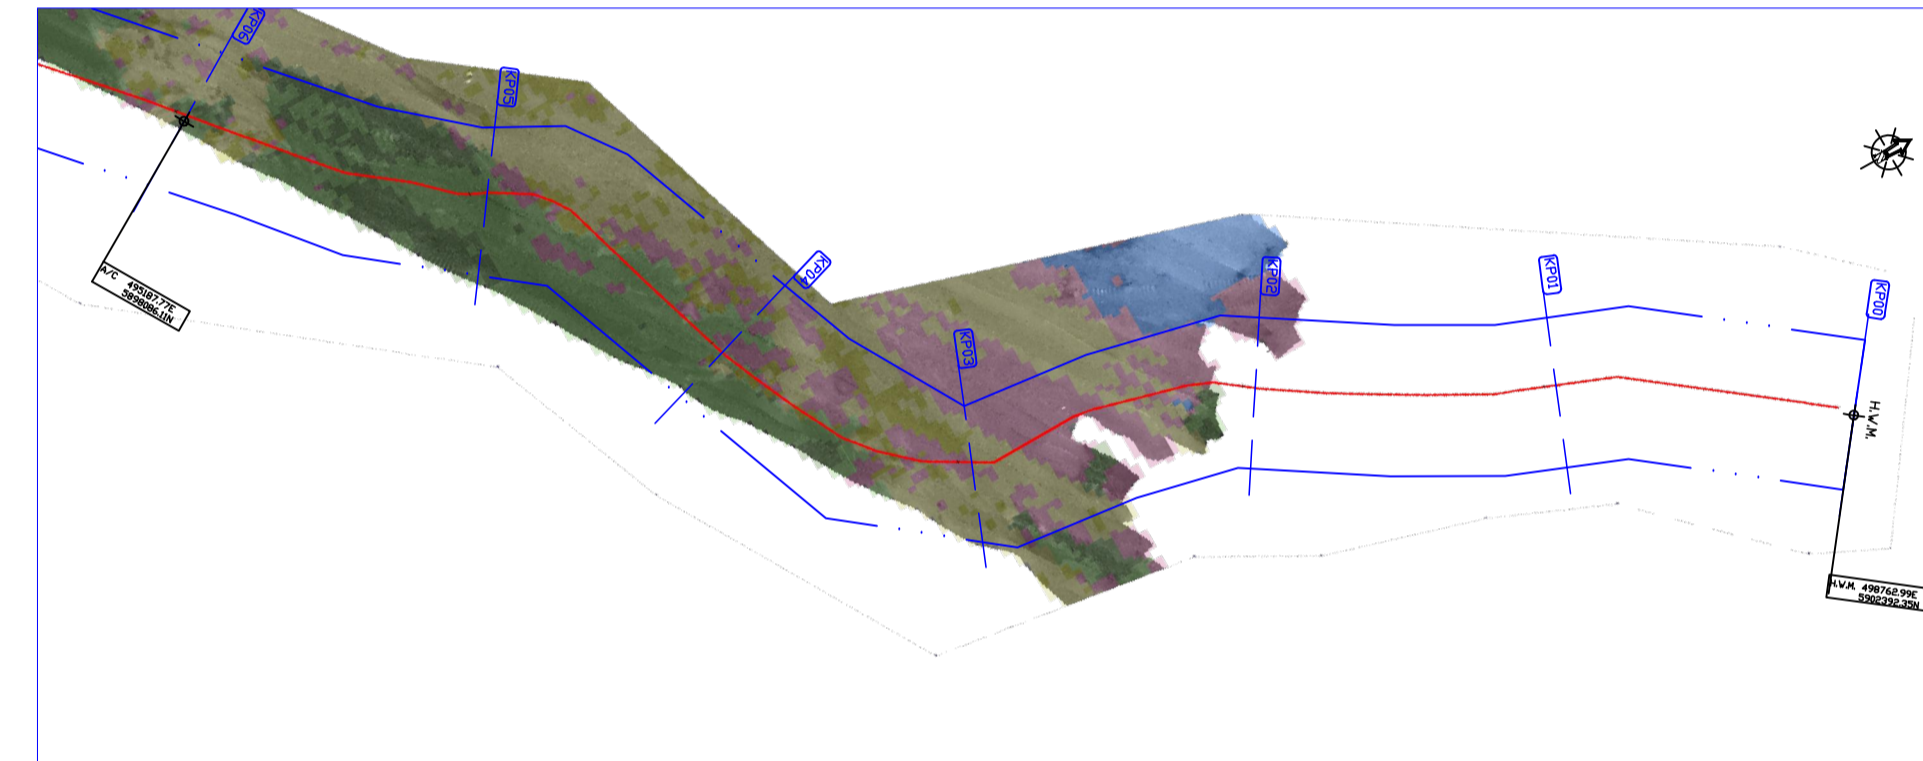 KP06
KP05
KP04
KP03
KP02
KP01
KP00
A/C
495187.77E
5898086.11N
H.W.M.
H.W.M. 498762.99E
5902392.35N